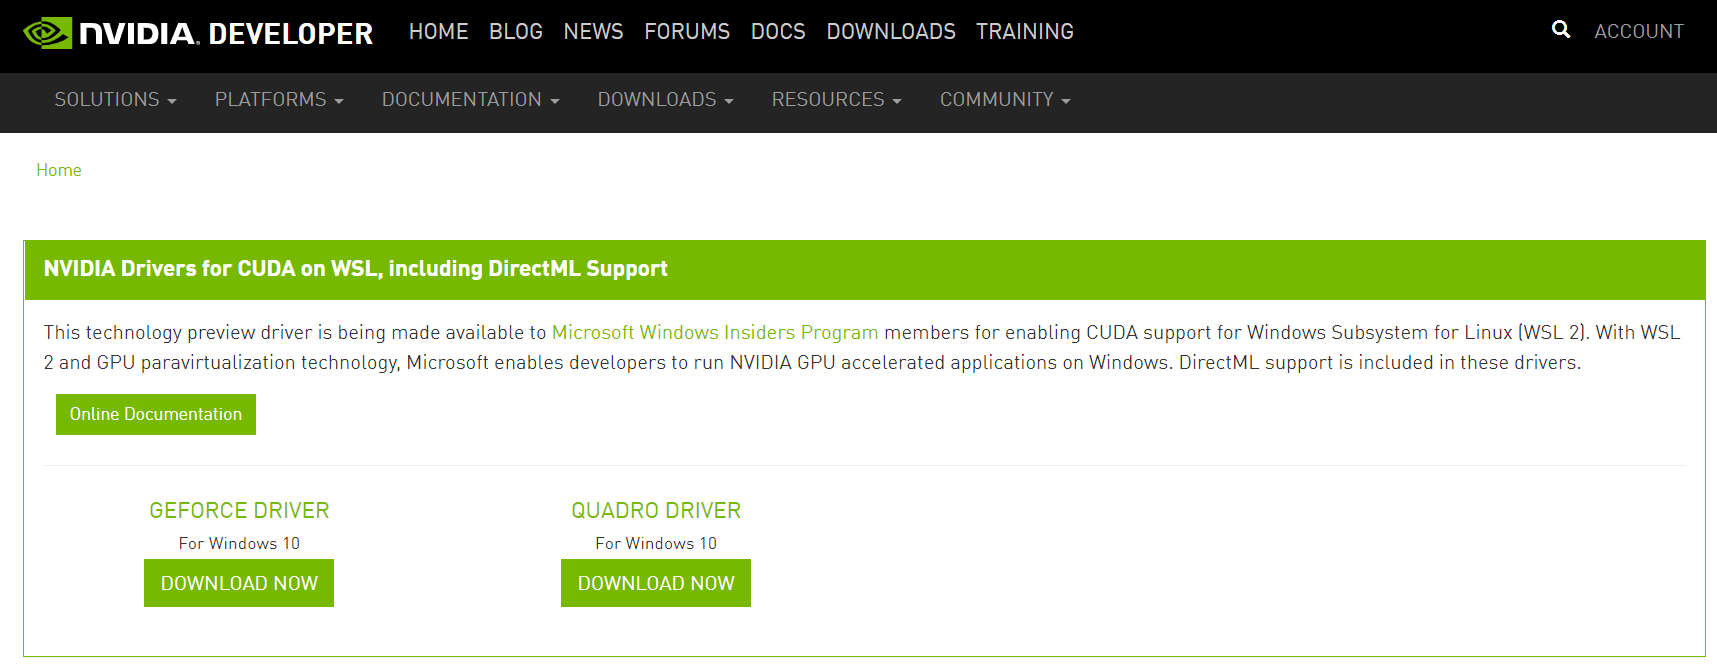 NVIDIA. DEVELOPER HOME BLOG NEWS FORUMS DOCS DOWNLOADS TRAINING ACCOUNT
SOLUTIONS PLATFORMS DOCUMENTATION DOWNLOADS RESOURCES COMMUNITY
Home
NVIDIA Drivers for CUDA on WSL, including DirectML Support
This technology preview driver is being made available to Microsoft Windows Insiders Program members for enabling CUDA support for Windows Subsystem for Linux (WSL 2). With WSL
2 and GPU paravirtualization technology, Microsoft enables developers to run NVIDIA GPU accelerated applications on Windows. DirectML support is included in these drivers.
Online Documentation
GEFORCE DRIVER QUADRO DRIVER
For Windows 10 For Windows 10
DOWNLOAD NOW DOWNLOAD NOW